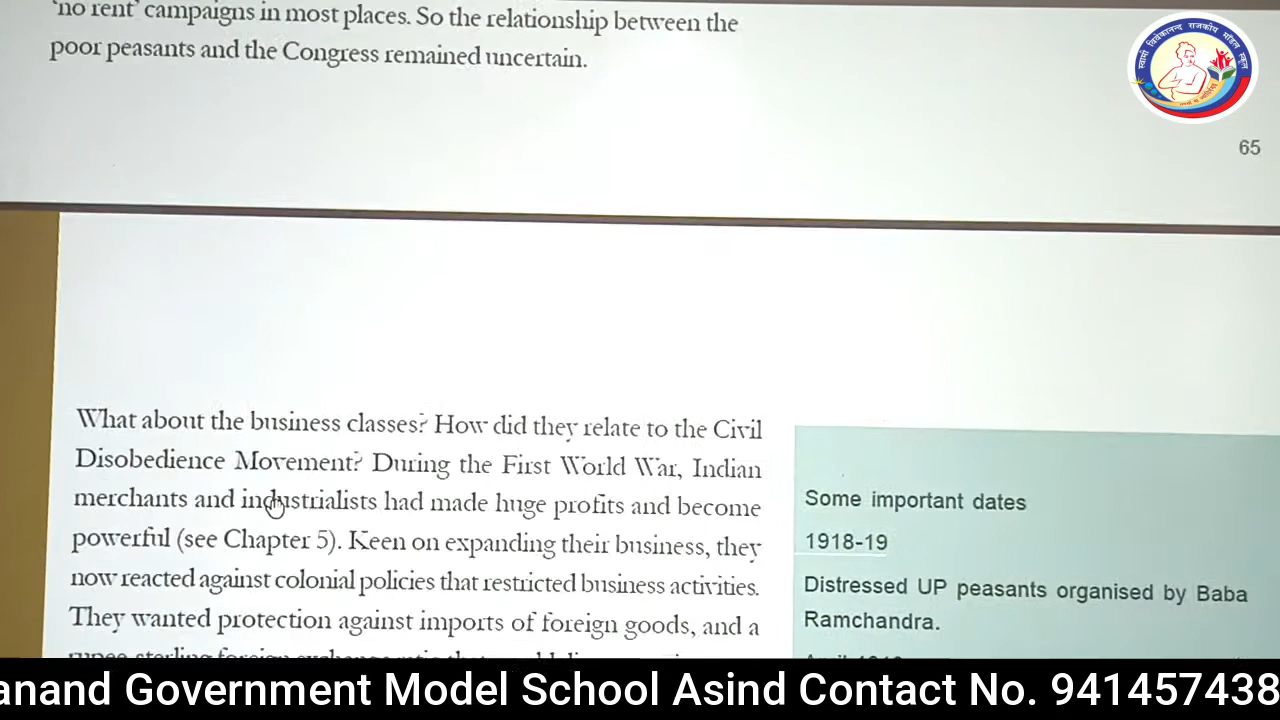 'no rent' campaigns in most places. So the relationship between the
poor peasants and the Congress remained uncertain.
स्वामी विवेकानन्द राजकीय मॉडल स्कूल
65
What about the business classes? How did they relate to the Civil
Disobedience Movement? During the First World War, Indian
merchants and industrialists had made huge profits and become
powerful (see Chapter 5). Keen on expanding their business, they
now reacted against colonial policies that restricted business activities.
They wanted protection against imports of foreign goods, and a
Some important dates
1918-19
Distressed UP peasants organised by Baba
Ramchandra.
anand Government Model School Asind Contact No. 941457438